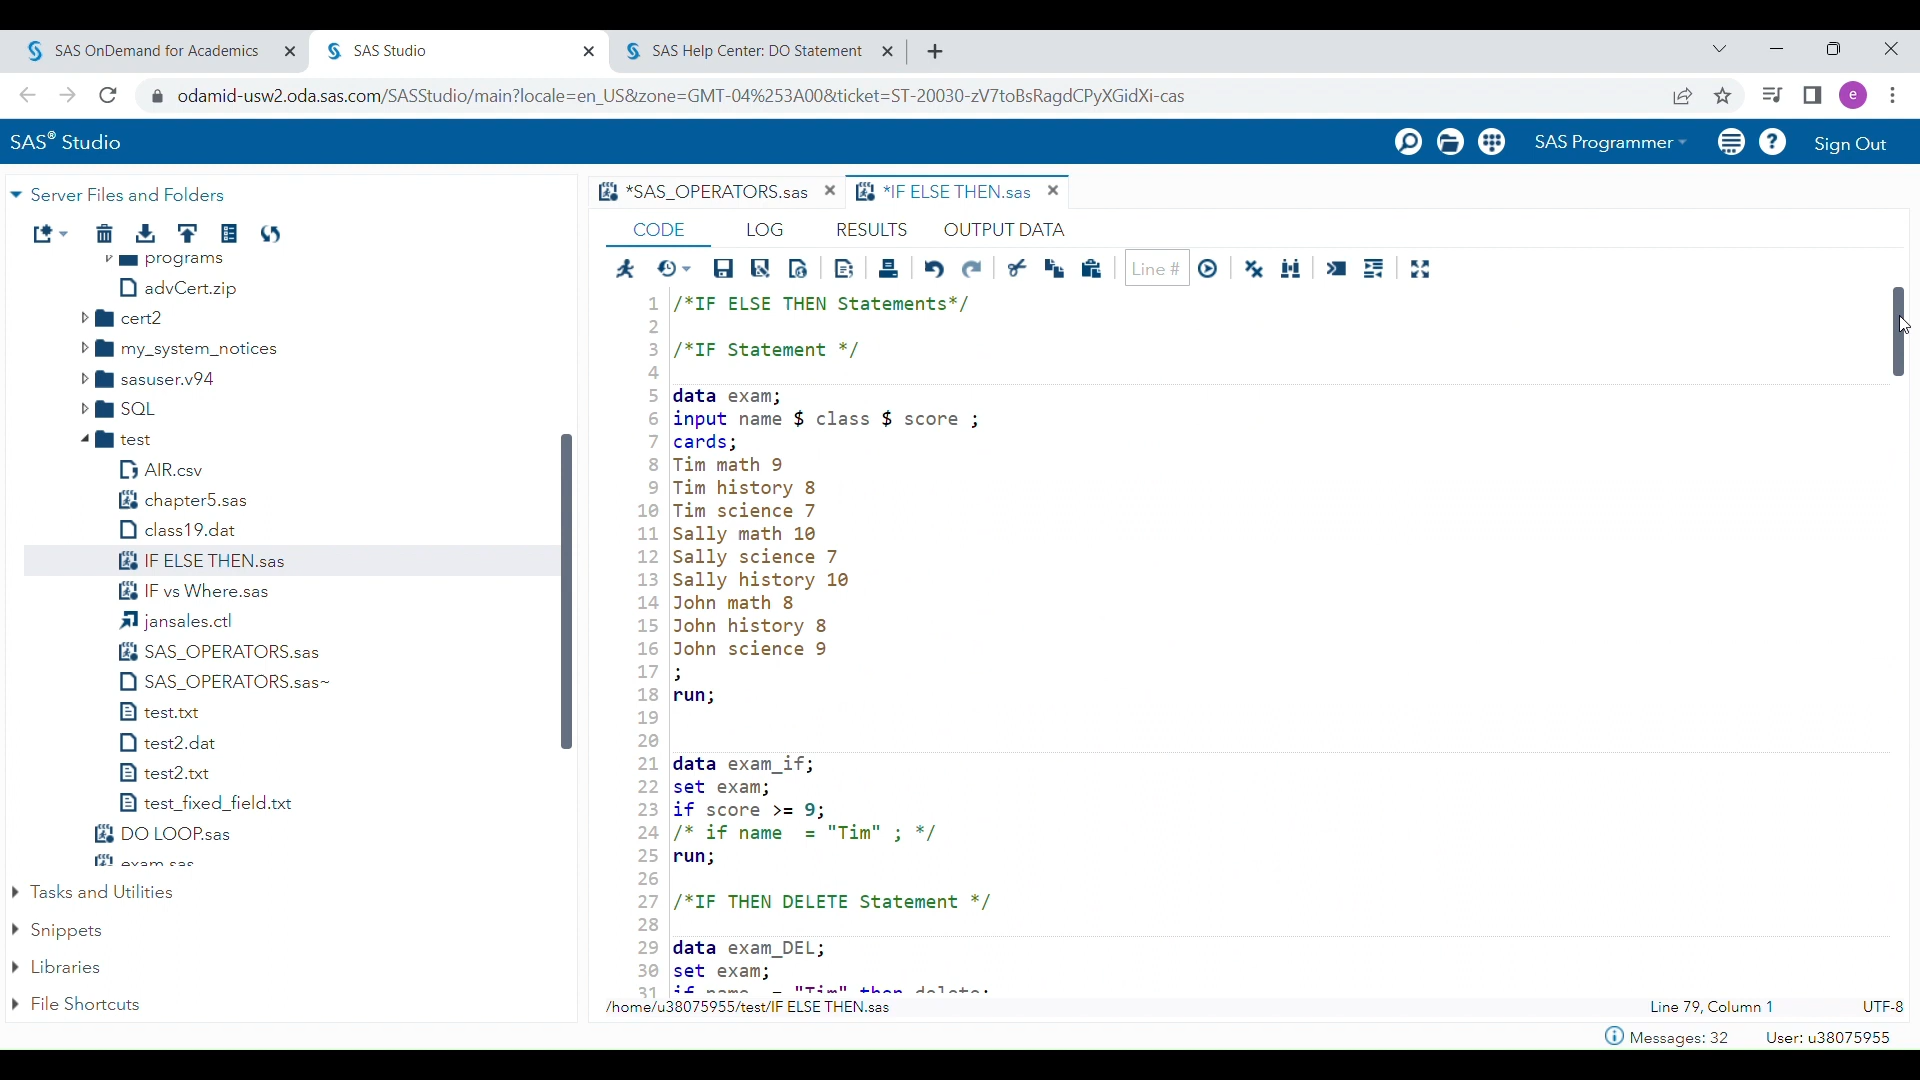 SAS OnDemand for Academics
SAS Studio
SAS Help Center: DO Statement
odamid-usw2.oda.sas.com/SASStudio/main?locale=en_US&zone=GMT-04%253A00&ticket=ST-20030-zV7toBsRagdCPyXGidXi-cas
e
SAS® Studio
SAS Programmer
Sign Out
Server Files and Folders
programs
advCert.zip
cert2
my_system_notices
sasuser.v94
SQL
test
AIR.csv
chapter5.sas
class19.dat
IF ELSE THEN.sas
IF vs Where.sas
jansales.ctl
SAS_OPERATORS.sas
SAS_OPERATORS.sas~
test.txt
test2.dat
test2.txt
test_fixed_field.txt
DO LOOP.sas
exam.sas
Tasks and Utilities
Snippets
Libraries
File Shortcuts
*SAS_OPERATORS.sas
*IF ELSE THEN.sas
CODE LOG RESULTS OUTPUT DATA
Line #
1 /*IF ELSE THEN Statements*/
2
3 /*IF Statement */
4
5 data exam;
6 input name $ class $ score ;
7 cards;
8 Tim math 9
9 Tim history 8
10 Tim science 7
11 Sally math 10
12 Sally science 7
13 Sally history 10
14 John math 8
15 John history 8
16 John science 9
17 ;
18 run;
19
20
21 data exam_if;
22 set exam;
23 if score >= 9;
24 /* if name  = "Tim" ; */
25 run;
26
27 /*IF THEN DELETE Statement */
28
29 data exam_DEL;
30 set exam;
31 if name  = "Tim" then delete;
/home/u38075955/test/IF ELSE THEN.sas
Line 79, Column 1
UTF-8
Messages: 32
User: u38075955